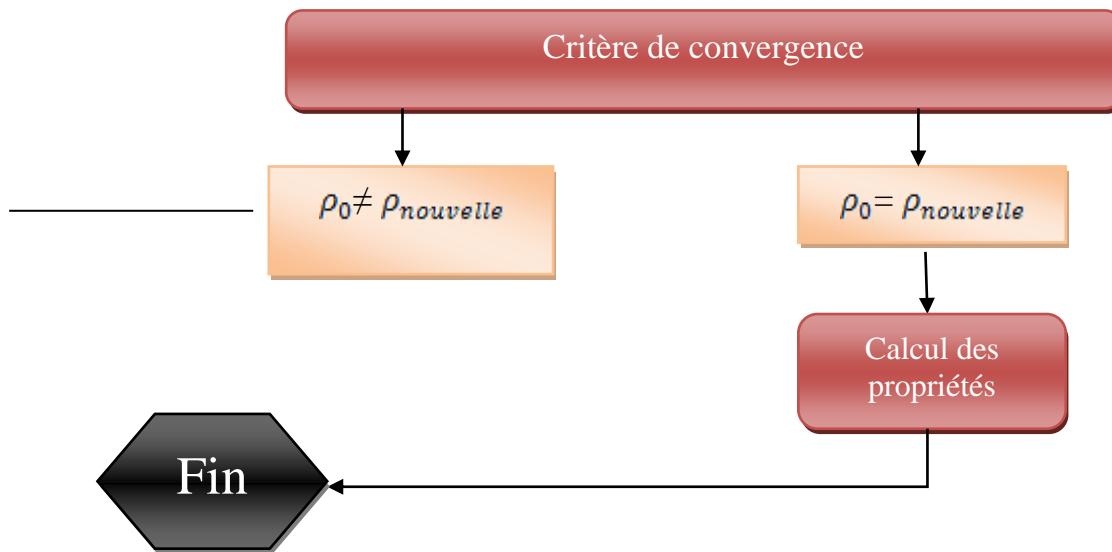 Critère de convergence
ρ0≠ ρnouvelle
ρ0= ρnouvelle
Calcul des
propriétés
Fin